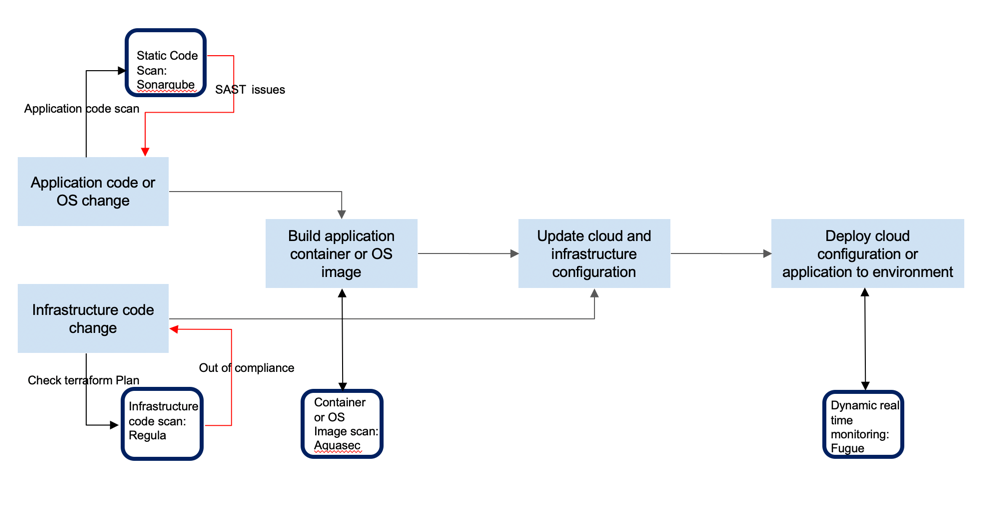 Static Code
Scan:
Sonarqube
SAST issues
Application code scan
Application code or
OS change
Build application
container or OS
image
Update cloud and
infrastructure
configuration
Deploy cloud
configuration or
application to environment
Infrastructure code
change
Out of compliance
Check terraform Plan
Infrastructure
code scan:
Regula
Container
or OS
Image scan:
Aquasec
Dynamic real
time
monitoring:
Fugue